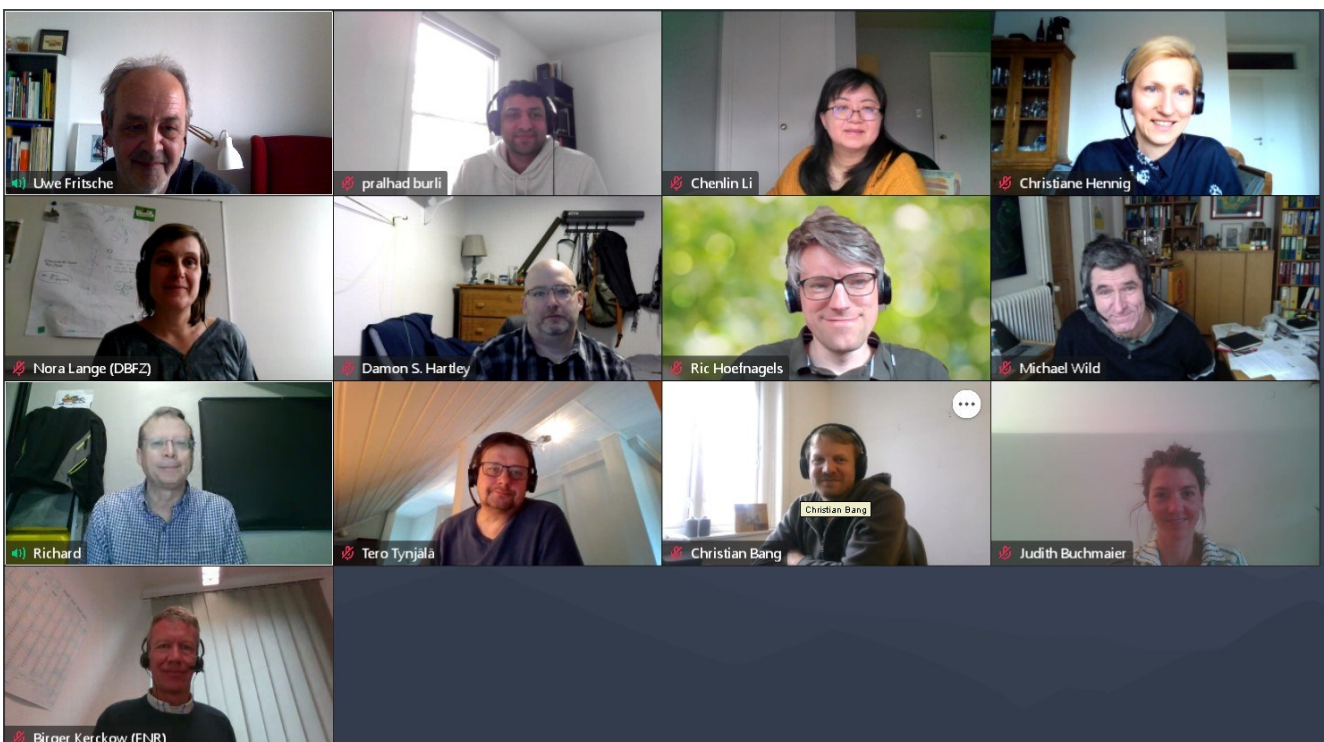 Uwe Fritsche
pralhad burli
Chenlin Li
Christiane Hennig
Nora Lange (DBFZ)
Damon S. Hartley
Ric Hoefnagels
Michael Wild
Richard
Tero Tynjälä
Christian Bang
Christian Bang
Judith Buchmaier
Birger Kerckow (FNR)